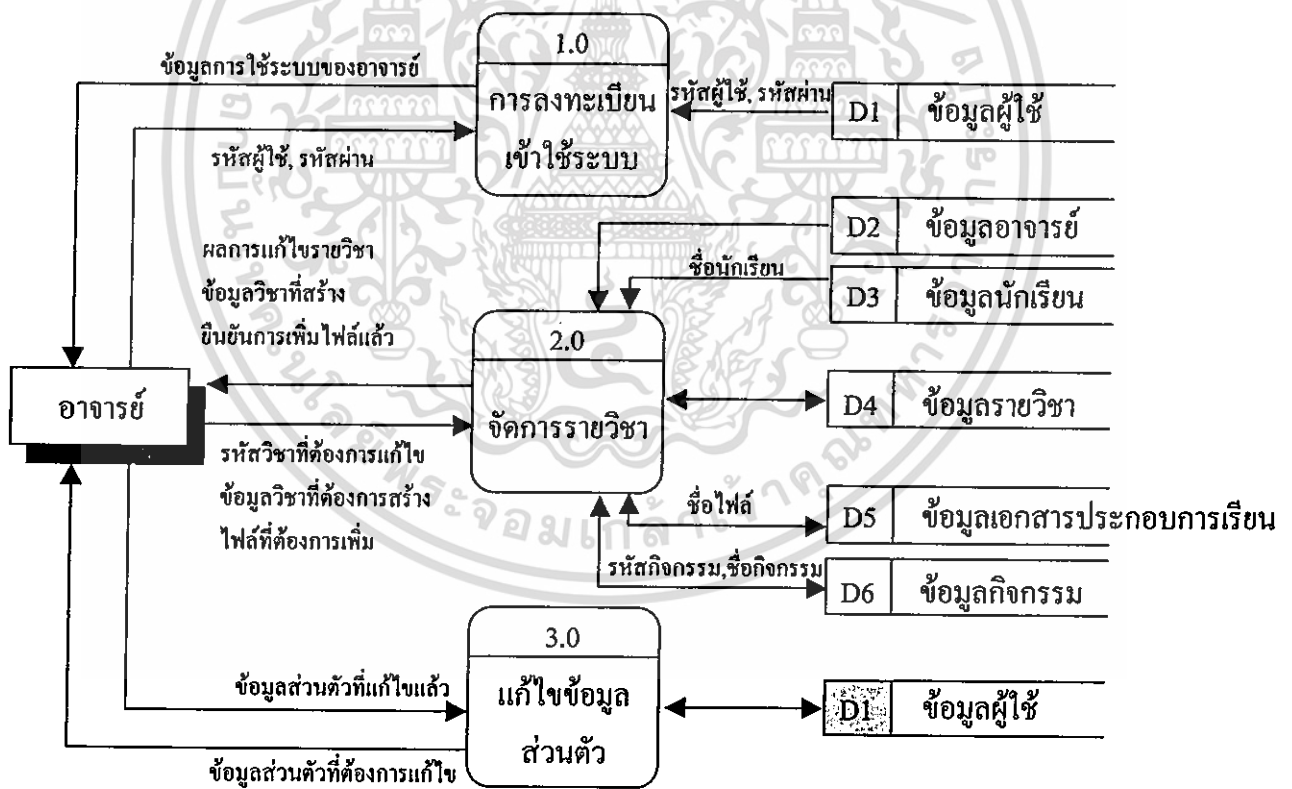 1.0
การลงทะเบียน
เข้าใช้ระบบ
ข้อมูลการใช้ระบบของอาจารย์
รหัสผู้ใช้, รหัสผ่าน
รหัสผู้ใช้, รหัสผ่าน
D1 ข้อมูลผู้ใช้
D2 ข้อมูลอาจารย์
ชื่อนักเรียน
D3 ข้อมูลนักเรียน
ผลการแก้ไขรายวิชา
ข้อมูลวิชาที่สร้าง
ยืนยันการเพิ่มไฟล์แล้ว
2.0
จัดการรายวิชา
อาจารย์
D4 ข้อมูลรายวิชา
รหัสวิชาที่ต้องการแก้ไข
ข้อมูลวิชาที่ต้องการสร้าง
ไฟล์ที่ต้องการเพิ่ม
ชื่อไฟล์
D5 ข้อมูลเอกสารประกอบการเรียน
รหัสกิจกรรม,ชื่อกิจกรรม
D6 ข้อมูลกิจกรรม
3.0
แก้ไขข้อมูล
ส่วนตัว
ข้อมูลส่วนตัวที่แก้ไขแล้ว
ข้อมูลส่วนตัวที่ต้องการแก้ไข
D1 ข้อมูลผู้ใช้